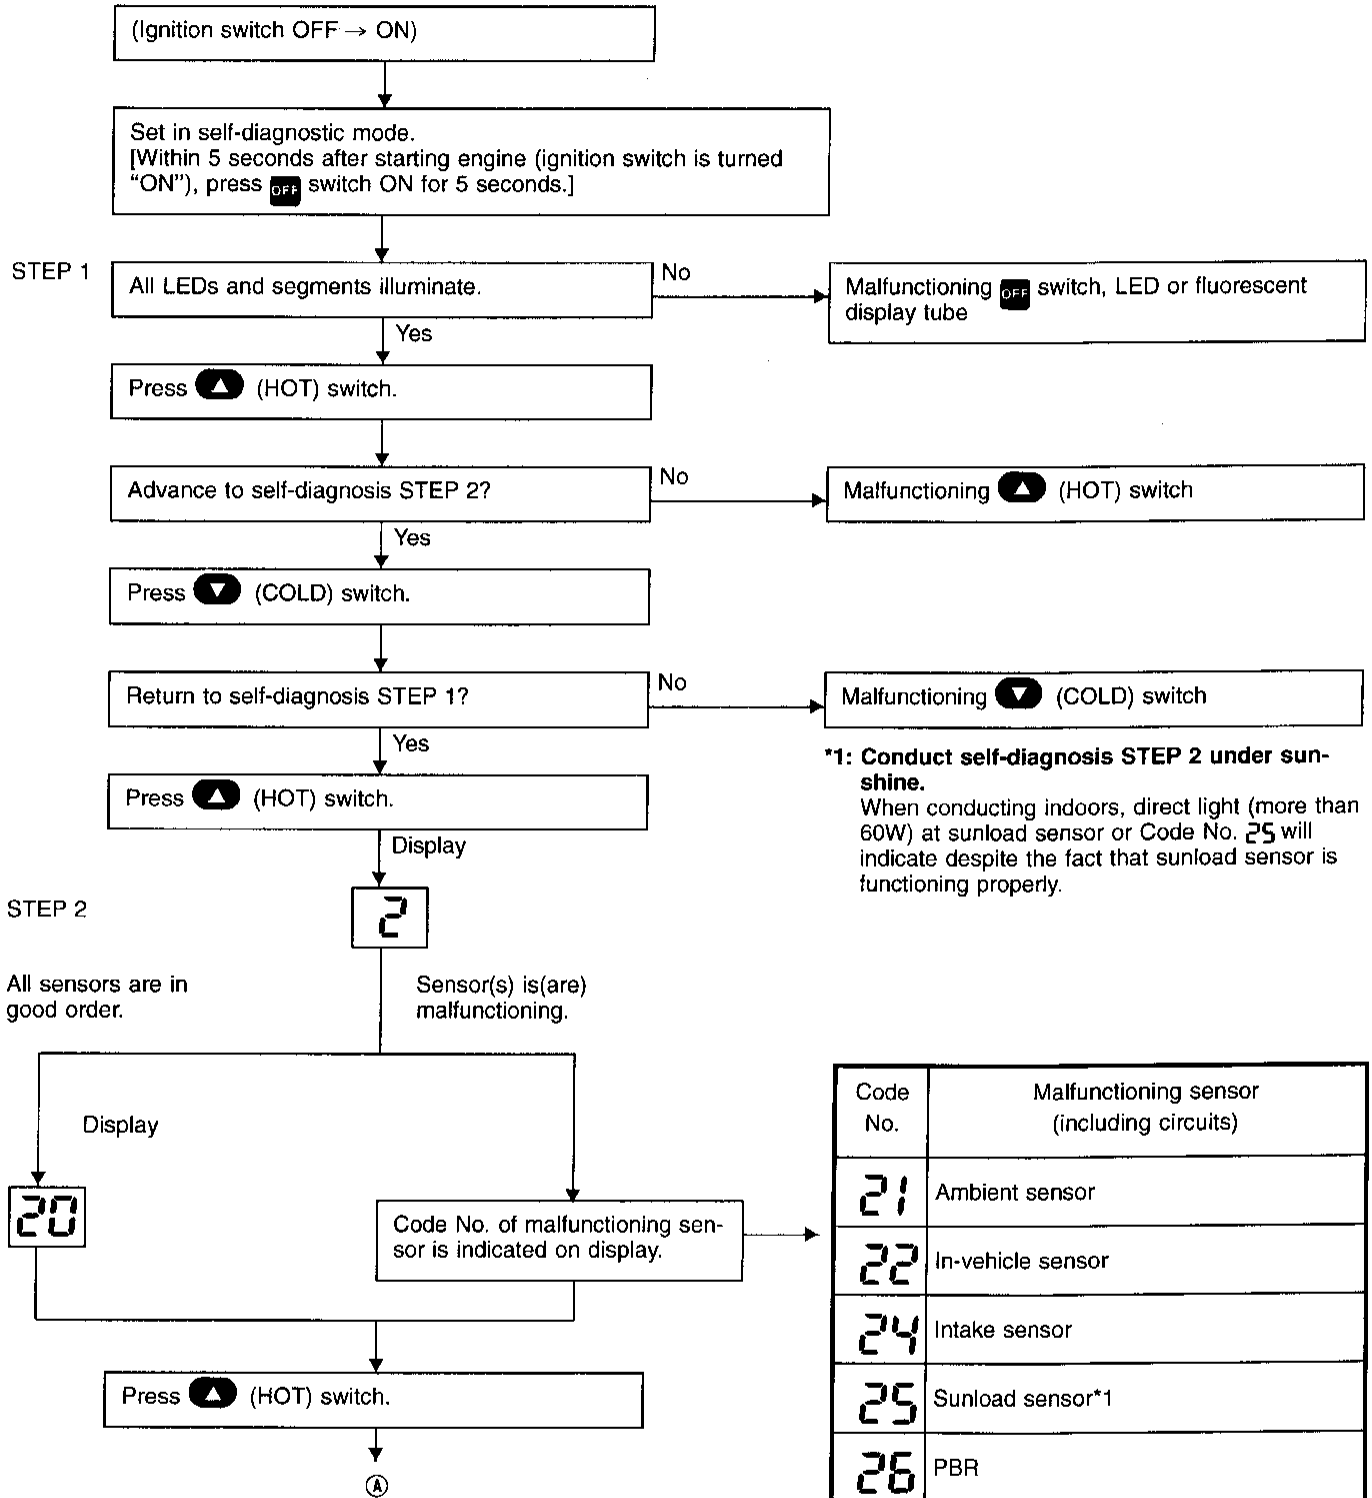 (Ignition switch OFF → ON)
Set in self-diagnostic mode.
[Within 5 seconds after starting engine (ignition switch is turned
“ON”), press OFF switch ON for 5 seconds.]
STEP 1
All LEDs and segments illuminate.
No
Malfunctioning OFF switch, LED or fluorescent
display tube
Yes
Press (HOT) switch.
Advance to self-diagnosis STEP 2?
No
Malfunctioning (HOT) switch
Yes
Press (COLD) switch.
Return to self-diagnosis STEP 1?
No
Malfunctioning (COLD) switch
Yes
Press (HOT) switch.
*1: Conduct self-diagnosis STEP 2 under sun-
shine.
When conducting indoors, direct light (more than
60W) at sunload sensor or Code No. 25 will
indicate despite the fact that sunload sensor is
functioning properly.
Display
STEP 2
2
All sensors are in
good order.
Sensor(s) is(are)
malfunctioning.
Display
20
Code No. of malfunctioning sen-
sor is indicated on display.
Code
No.
Malfunctioning sensor
(including circuits)
21 Ambient sensor
22 In-vehicle sensor
24 Intake sensor
25 Sunload sensor*1
26 PBR
Press (HOT) switch.
Ⓐ